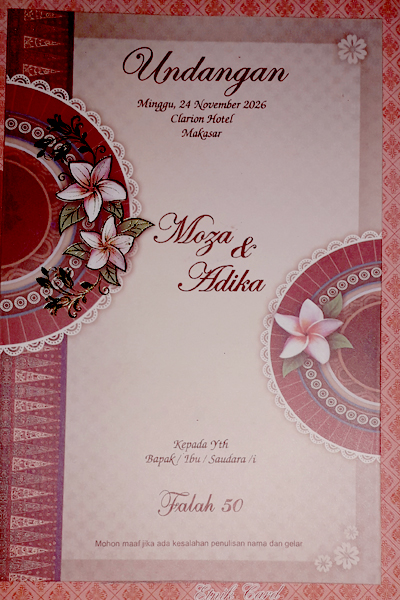 Undangan
Minggu, 24 November 2026
Clarion Hotel
Makasar
Moza
&
Adika
Kepada Yth
Bapak / Ibu / Saudara /i.
Falah 50
Mohon maaf jika ada kesalahan penulisan nama dan gelar